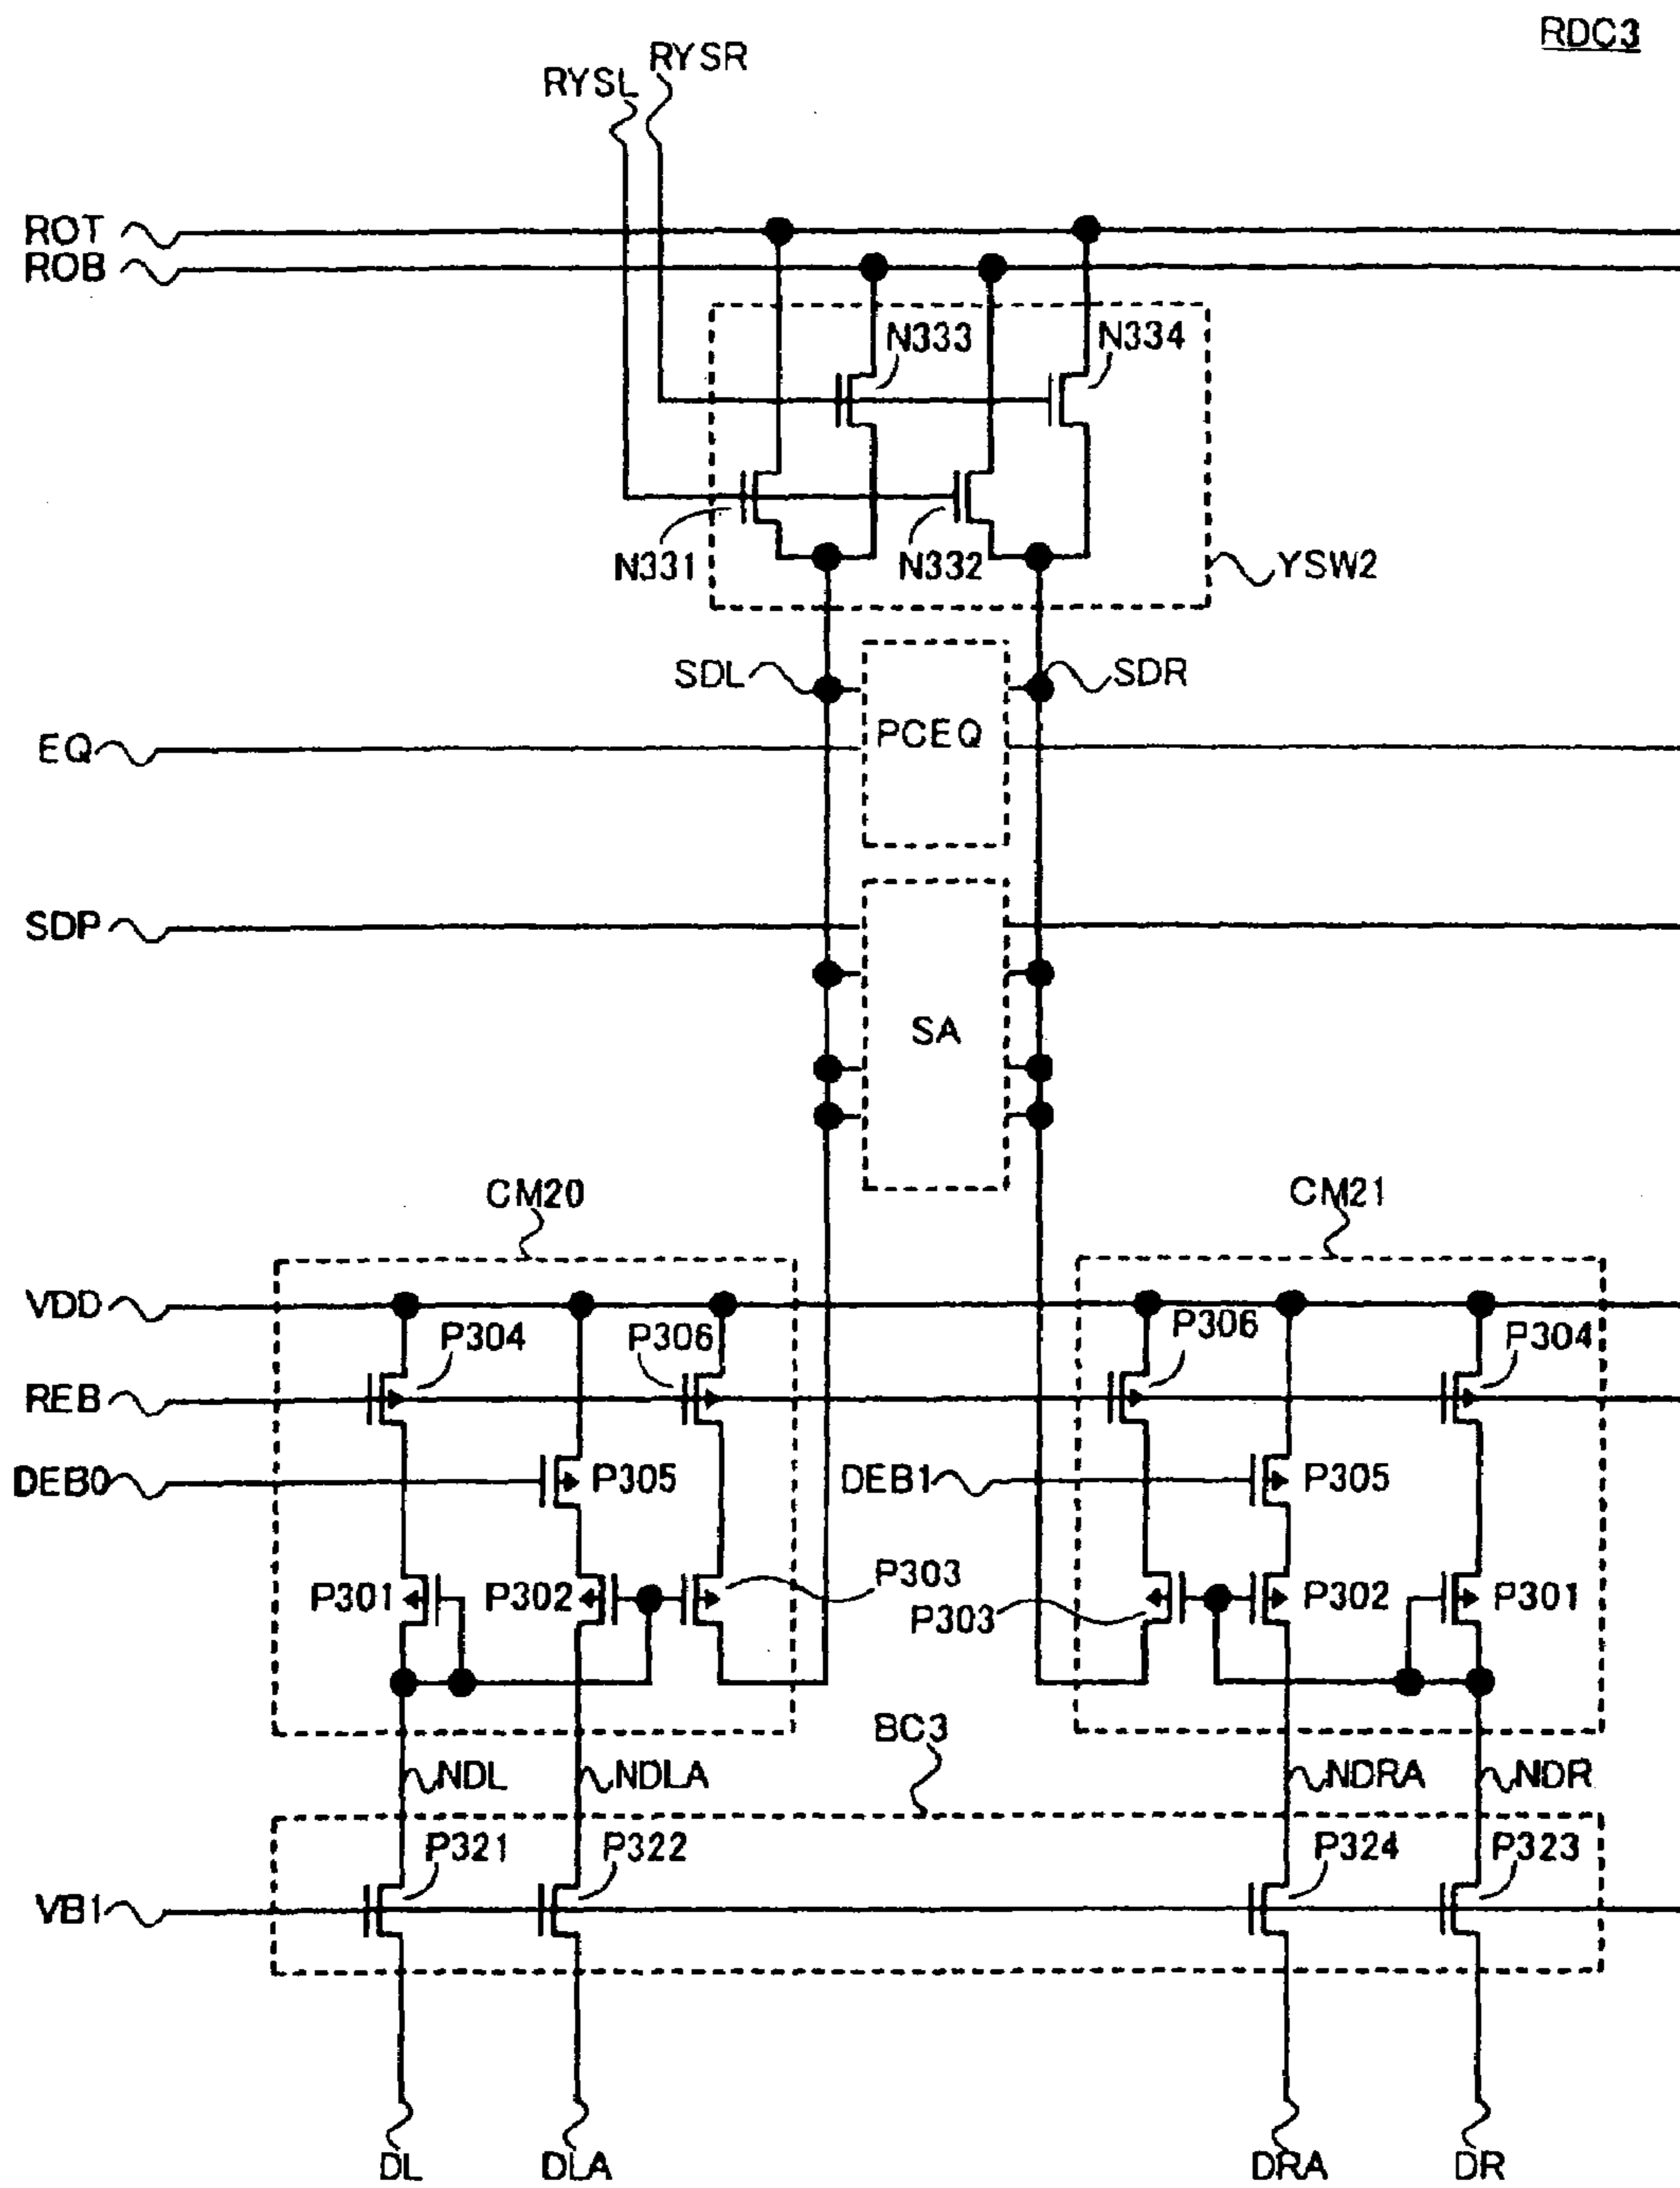 RDC3
RYSR
RYSL
ROT
ROB
N333
N334
N331
N332
YSW2
SDL
SDR
PCEQ
EQ
SDP
SA
CM20
CM21
VDD
P304
P306
P306
P304
REB
DEB0
P305
DEB1
P305
P301
P302
P303
P303
P302
P301
BC3
NDL
NDLA
NDRA
NDR
P321
P322
P324
P323
VB1
DL
DLA
DRA
DR